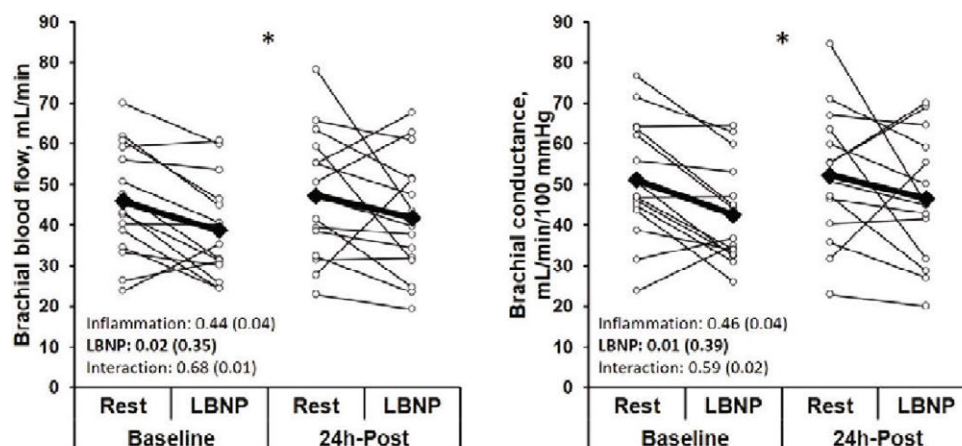 Brachial blood flow, mL/min
90
80
70
60
50
40
30
20
10
0
*
Inflammation: 0.44 (0.04)
LBNP: 0.02 (0.35)
Interaction: 0.68 (0.01)
Rest LBNP Rest LBNP
Baseline 24h-Post
Brachial conductance,
mL/min/100 mmHg
90
80
70
60
50
40
30
20
10
0
*
Inflammation: 0.46 (0.04)
LBNP: 0.01 (0.39)
Interaction: 0.59 (0.02)
Rest LBNP Rest LBNP
Baseline 24h-Post